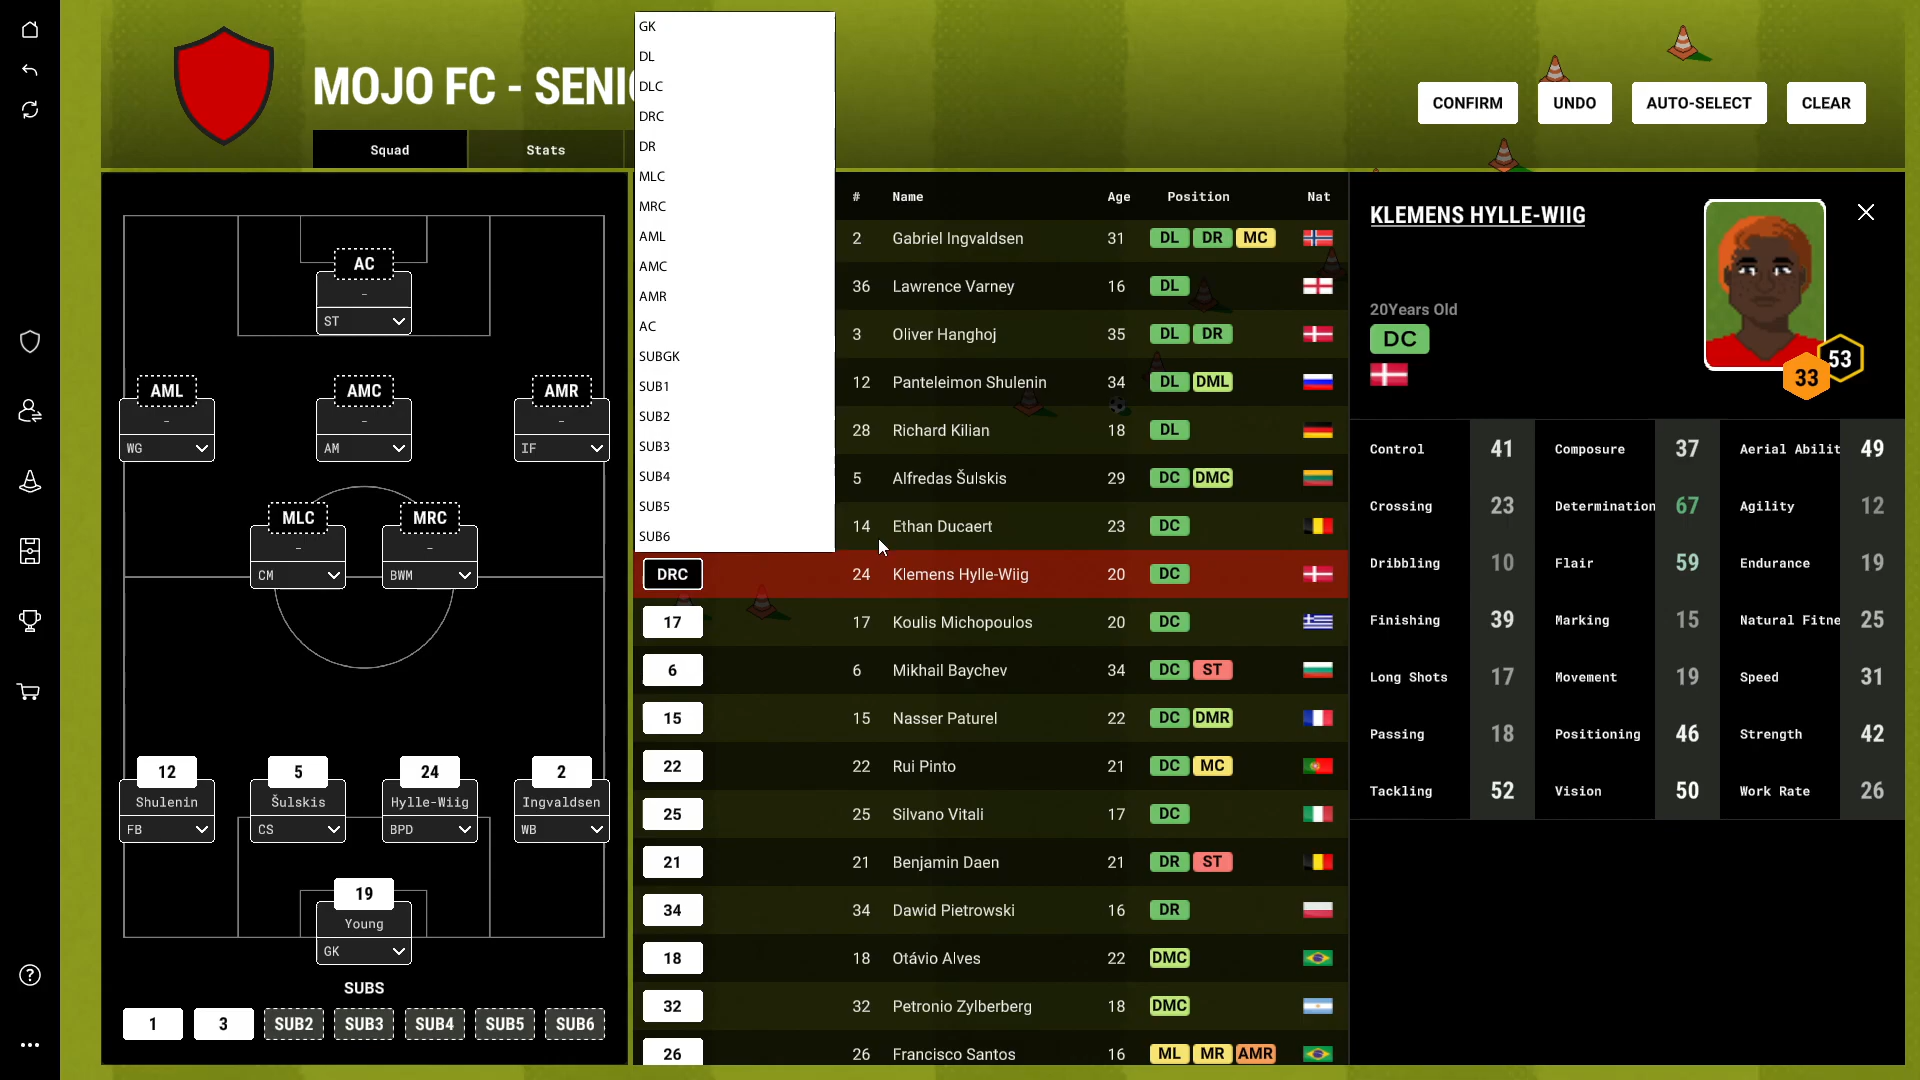 MOJO FC - SENI
CONFIRM UNDO AUTO-SELECT CLEAR
Squad Stats
GK
DL
DLC
DRC
DR
MLC
MRC
AML
AMC
AMR
AC
SUBGK
SUB1
SUB2
SUB3
SUB4
SUB5
SUB6
AC
-
ST
AML AMC AMR
- - -
WG AM IF
MLC MRC
- -
CM BWM
12 5 24 2
Shulenin Šulskis Hylle-Wiig Ingvaldsen
FB CS BPD WB
19
Young
GK
SUBS
1 3 SUB2 SUB3 SUB4 SUB5 SUB6
# Name Age Position Nat
2 Gabriel Ingvaldsen 31 DL DR MC
36 Lawrence Varney 16 DL
3 Oliver Hanghoj 35 DL DR
12 Panteleimon Shulenin 34 DL DML
28 Richard Kilian 18 DL
5 Alfredas Šulskis 29 DC DMC
14 Ethan Ducaert 23 DC
DRC 24 Klemens Hylle-Wiig 20 DC
17 17 Koulis Michopoulos 20 DC
6 6 Mikhail Baychev 34 DC ST
15 15 Nasser Paturel 22 DC DMR
22 22 Rui Pinto 21 DC MC
25 25 Silvano Vitali 17 DC
21 21 Benjamin Daen 21 DR ST
34 34 Dawid Pietrowski 16 DR
18 18 Otávio Alves 22 DMC
32 32 Petronio Zylberberg 18 DMC
26 26 Francisco Santos 16 ML MR AMR
KLEMENS HYLLE-WIIG
20Years Old
DC
53
33
Control 41 Composure 37 Aerial Abilit 49
Crossing 23 Determination 67 Agility 12
Dribbling 10 Flair 59 Endurance 19
Finishing 39 Marking 15 Natural Fitne 25
Long Shots 17 Movement 19 Speed 31
Passing 18 Positioning 46 Strength 42
Tackling 52 Vision 50 Work Rate 26